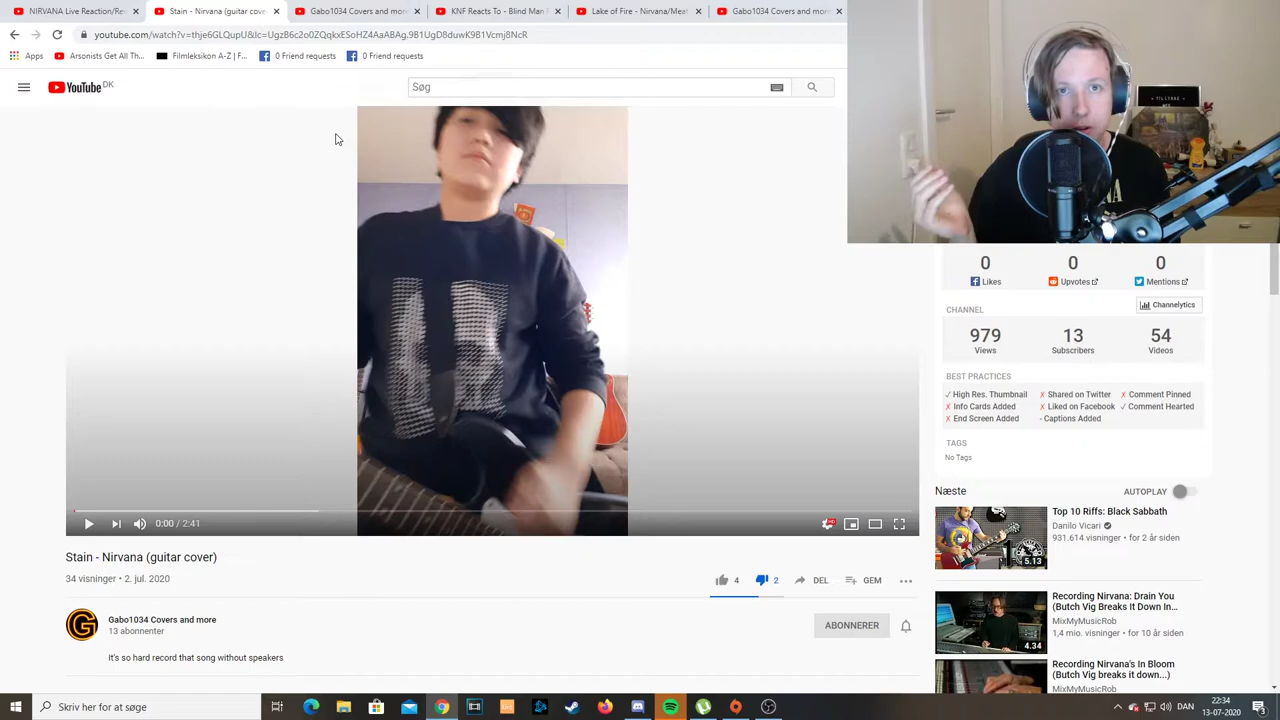 NIRVANA Live Reaction/Res
Stain - Nirvana (guitar cove
Gabo1034 Covers and more
KNF Reacts To - Blind Man
Lake of Fire - Nirvana/Meat
Gabo1034 Covers and more
youtube.com/watch?v=thje6GLQupU&lc=UgzB6c2o0ZQqkxESoHZ4AaABAg.9B1UgD8duwK9B1Vcmj8NcR
Apps
Arsonists Get All Th...
Filmleksikon A-Z | F...
0 Friend requests
0 Friend requests
YouTube DK
Søg
0
0
0
Likes
Upvotes
Mentions
CHANNEL
Channelytics
979
13
54
Views
Subscribers
Videos
BEST PRACTICES
✓ High Res. Thumbnail
✗ Shared on Twitter
✗ Comment Pinned
✗ Info Cards Added
✗ Liked on Facebook
✓ Comment Hearted
✗ End Screen Added
- Captions Added
TAGS
No Tags
Næste
AUTOPLAY
Top 10 Riffs: Black Sabbath
Danilo Vicari
931.614 visninger • for 2 år siden
5.13
Recording Nirvana: Drain You
(Butch Vig Breaks It Down In...
MixMyMusicRob
1,4 mio. visninger • for 10 år siden
4.34
Recording Nirvana's In Bloom
(Butch Vig breaks it down...)
MixMyMusicRob
0:00 / 2:41
HD
Stain - Nirvana (guitar cover)
34 visninger • 2. jul. 2020
4
2
DEL
GEM
Gabo1034 Covers and more
13 abonnenter
ABONNERER
It's so hard record that song without speakers
Skriv her for at søge
DAN
22:34
13-07-2020
3